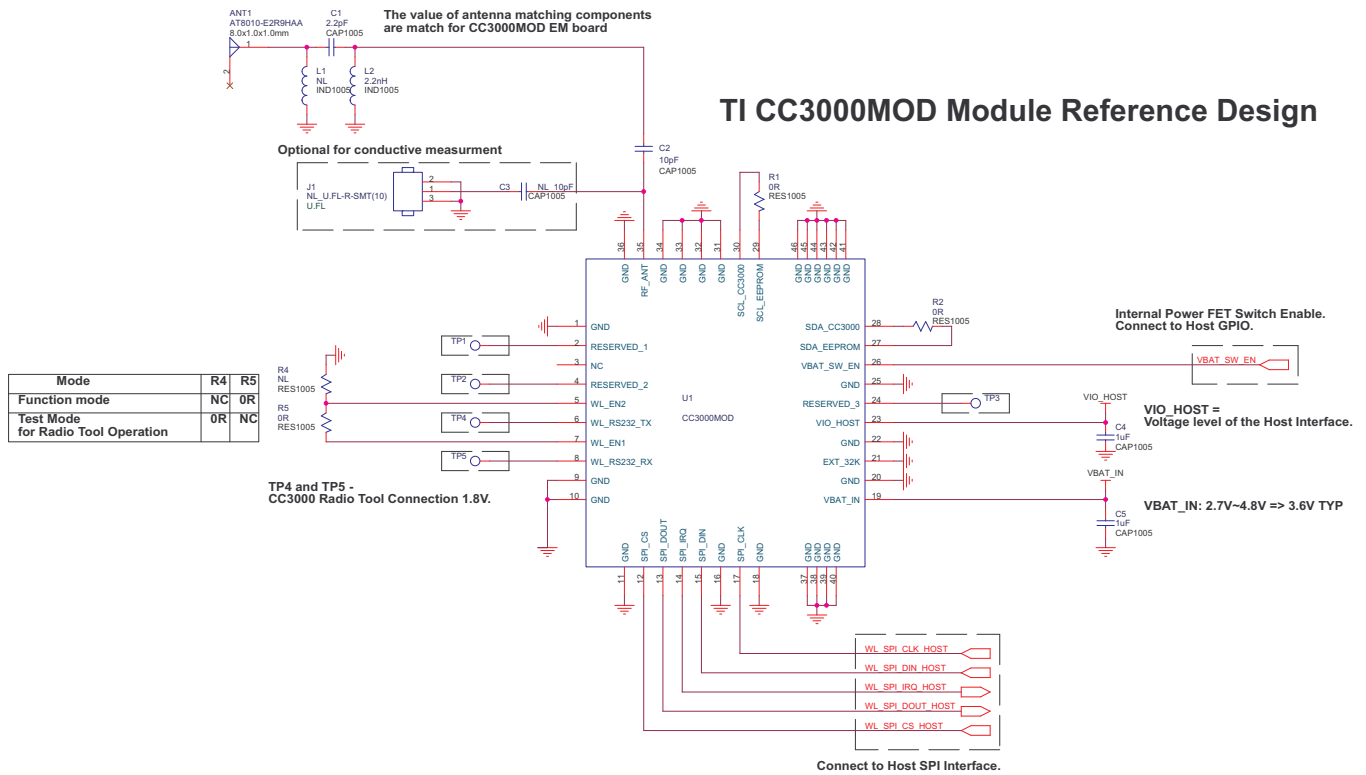 ANT1
AT8010-E2R9HAA
8.0x1.0x1.0mm
1
2
C1
2.2pF
CAP1005
The value of antenna matching components
are match for CC3000MOD EM board
L1
NL
IND1005
L2
2.2nH
IND1005
TI CC3000MOD Module Reference Design
Optional for conductive measurment
J1
NL_U.FL-R-SMT(10)
U.FL
2
1
3
C3
NL_10pF
CAP1005
C2
10pF
CAP1005
R1
0R
RES1005
36
35
34
33
32
31
30
29
46
45
44
43
42
41
GND
RF_ANT
GND
GND
GND
GND
SCL_CC3000
SCL_EEPROM
GND
GND
GND
GND
GND
GND
1
GND
TP1
2
RESERVED_1
3
NC
TP2
4
RESERVED_2
5
WL_EN2
TP4
6
WL_RS232_TX
7
WL_EN1
TP5
8
WL_RS232_RX
9
GND
10
GND
R4
NL
RES1005
R5
0R
RES1005
Mode R4 R5
Function mode NC 0R
Test Mode
for Radio Tool Operation 0R NC
TP4 and TP5 -
CC3000 Radio Tool Connection 1.8V.
U1
CC3000MOD
SDA_CC3000
28
R2
0R
RES1005
SDA_EEPROM
27
VBAT_SW_EN
26
GND
25
RESERVED_3
24
TP3
VIO_HOST
23
GND
22
EXT_32K
21
GND
20
VBAT_IN
19
Internal Power FET Switch Enable.
Connect to Host GPIO.
VBAT_SW_EN
VIO_HOST
VIO_HOST =
Voltage level of the Host Interface.
C4
1uF
CAP1005
VBAT_IN
VBAT_IN: 2.7V~4.8V => 3.6V TYP
C5
1uF
CAP1005
GND
SPI_CS
SPI_DOUT
SPI_IRQ
SPI_DIN
GND
SPI_CLK
GND
GND
GND
GND
GND
11
12
13
14
15
16
17
18
37
38
39
40
WL_SPI_CLK_HOST
WL_SPI_DIN_HOST
WL_SPI_IRQ_HOST
WL_SPI_DOUT_HOST
WL_SPI_CS_HOST
Connect to Host SPI Interface.